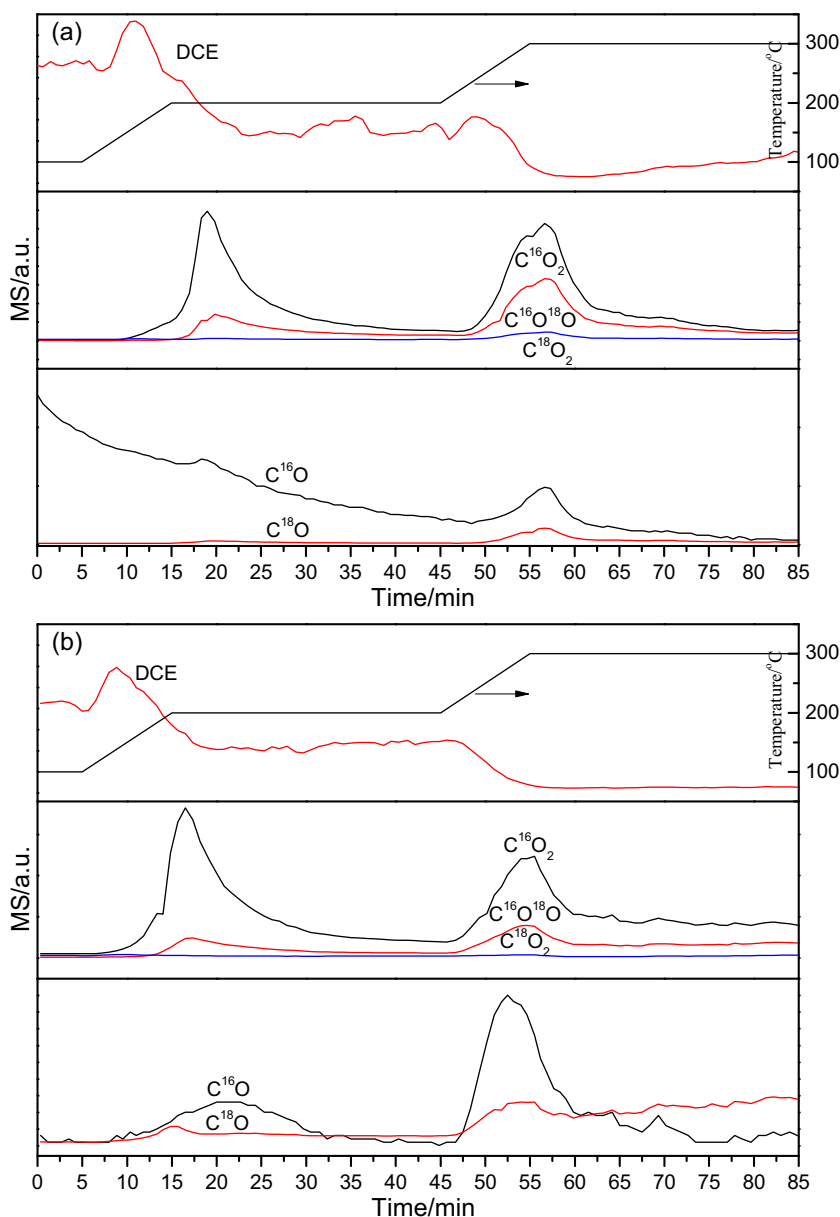 (a)
DCE
300
200
100
Temperature/°C
MS/a.u.
C¹⁶O₂
C¹⁶O¹⁸O
C¹⁸O₂
C¹⁶O
C¹⁸O
0 5 10 15 20 25 30 35 40 45 50 55 60 65 70 75 80 85
Time/min
(b)
DCE
300
200
100
Temperature/°C
MS/a.u.
C¹⁶O₂
C¹⁶O¹⁸O
C¹⁸O₂
C¹⁶O
C¹⁸O
0 5 10 15 20 25 30 35 40 45 50 55 60 65 70 75 80 85
Time/min